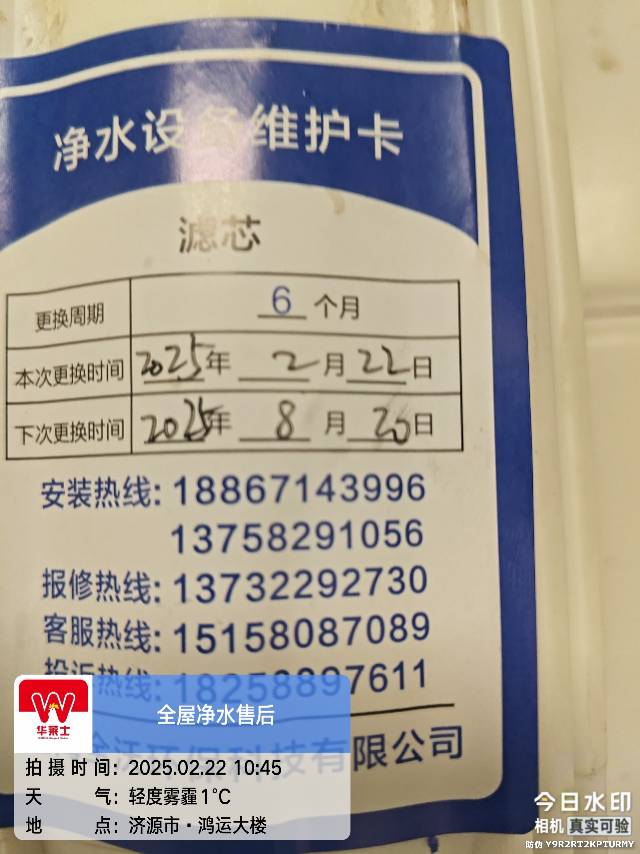 净水设备维护卡
滤芯
更换周期 6 个月
本次更换时间 2025年 2 月 22 日
下次更换时间 2025年 8 月 20 日
安装热线: 18867143996
13758291056
报修热线: 13732292730
客服热线: 15158087089
投诉热线: 18258897611
环保科技有限公司
华莱士
全屋净水售后
拍摄时间: 2025.02.22 10:45
天气: 轻度雾霾 1℃
地点: 济源市·鸿运大楼
今日水印
相机 真实可验
防伪 Y9R2RT2KPTURMY